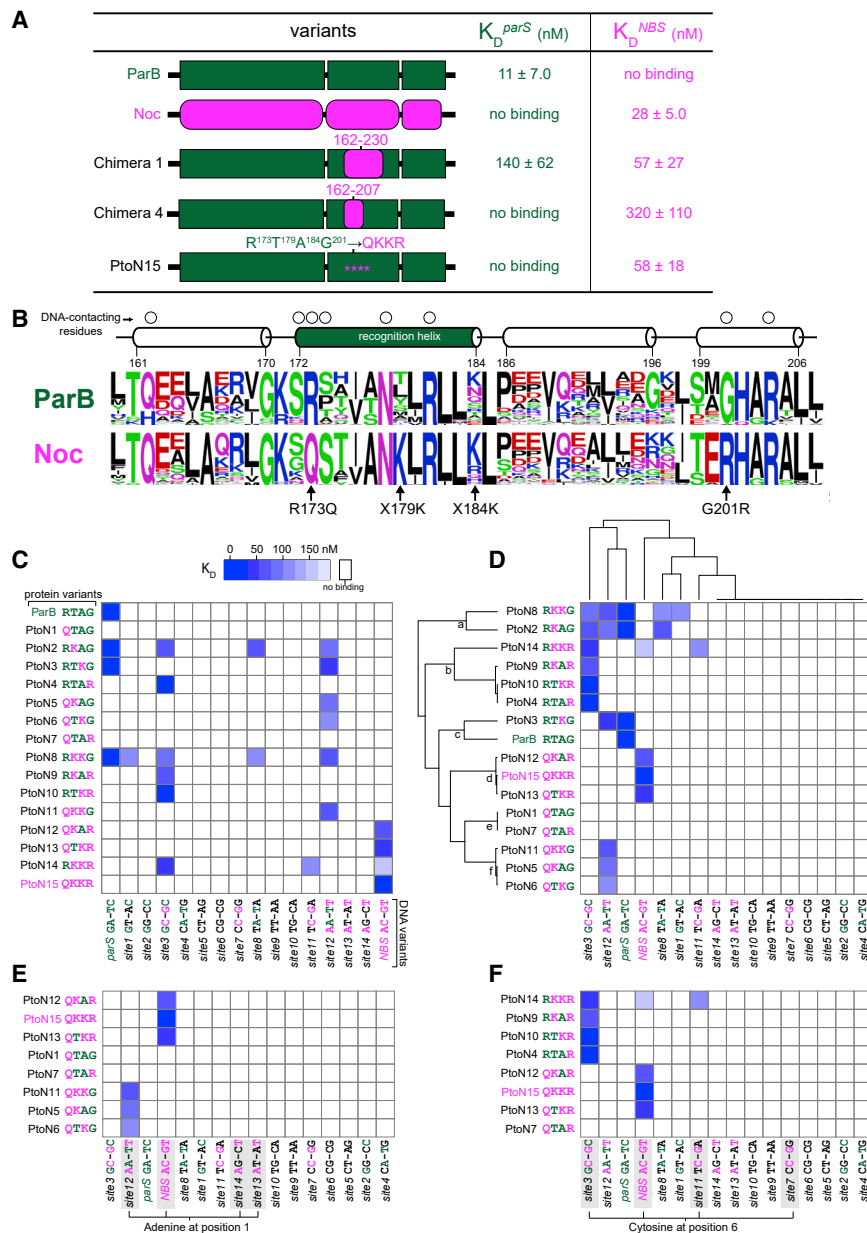 A
variants K_D^parS (nM) K_D^NBS (nM)
ParB 11 ± 7.0 no binding
Noc no binding 28 ± 5.0
162-230
Chimera 1 140 ± 62 57 ± 27
162-207
Chimera 4 no binding 320 ± 110
R¹⁷³T¹⁷⁹A¹⁸⁴G²⁰¹→QKKR
PtoN15 **** no binding 58 ± 18
B
DNA-contacting residues
recognition helix
161 170 172 184 186 196 199 206
ParB
Noc
R173Q X179K X184K G201R
C
K_D 0 50 100 150 nM
no binding
protein variants
ParB RTAG
PtoN1 QTAG
PtoN2 RKAG
PtoN3 RTKG
PtoN4 RTAR
PtoN5 QKAG
PtoN6 QTKG
PtoN7 QTAR
PtoN8 RKKG
PtoN9 RKAR
PtoN10 RTKR
PtoN11 QKKG
PtoN12 QKAR
PtoN13 QTKR
PtoN14 RKKR
PtoN15 QKKR
parS GA-TC
site1 GT-AC
site2 GG-CC
site3 GC-GC
site4 CA-TG
site5 CT-AG
site6 CG-CG
site7 CC-GG
site8 TA-TA
site9 TT-AA
site10 TG-CA
site11 TC-GA
site12 AA-TT
site13 AT-AT
site14 AG-CT
NBS AC-GT
DNA variants
D
a
b
c
d
e
f
PtoN8 RKKG
PtoN2 RKAG
PtoN14 RKKR
PtoN9 RKAR
PtoN10 RTKR
PtoN4 RTAR
PtoN3 RTKG
ParB RTAG
PtoN12 QKAR
PtoN15 QKKR
PtoN13 QTKR
PtoN1 QTAG
PtoN7 QTAR
PtoN11 QKKG
PtoN5 QKAG
PtoN6 QTKG
site3 GC-GC
site12 AA-TT
parS GA-TC
NBS AC-GT
site8 TA-TA
site1 GT-AC
site11 TC-GA
site14 AG-CT
site13 AT-AT
site10 TG-CA
site7 CC-GG
site9 TT-AA
site6 CG-CG
site5 CT-AG
site2 GG-CC
site4 CA-TG
E
PtoN12 QKAR
PtoN15 QKKR
PtoN13 QTKR
PtoN1 QTAG
PtoN7 QTAR
PtoN11 QKKG
PtoN5 QKAG
PtoN6 QTKG
site3 GC-GC
site12 AA-TT
parS GA-TC
NBS AC-GT
site8 TA-TA
site1 GT-AC
site11 TC-GA
site14 AG-CT
site13 AT-AT
site10 TG-CA
site9 TT-AA
site7 CC-GG
site6 CG-CG
site5 CT-AG
site2 GG-CC
site4 CA-TG
Adenine at position 1
F
PtoN14 RKKR
PtoN9 RKAR
PtoN10 RTKR
PtoN4 RTAR
PtoN12 QKAR
PtoN15 QKKR
PtoN13 QTKR
PtoN7 QTAR
site3 GC-GC
site12 AA-TT
parS GA-TC
NBS AC-GT
site8 TA-TA
site1 GT-AC
site11 TC-GA
site14 AG-CT
site13 AT-AT
site10 TG-CA
site9 TT-AA
site7 CC-GG
site6 CG-CG
site5 CT-AG
site2 GG-CC
site4 CA-TG
Cytosine at position 6